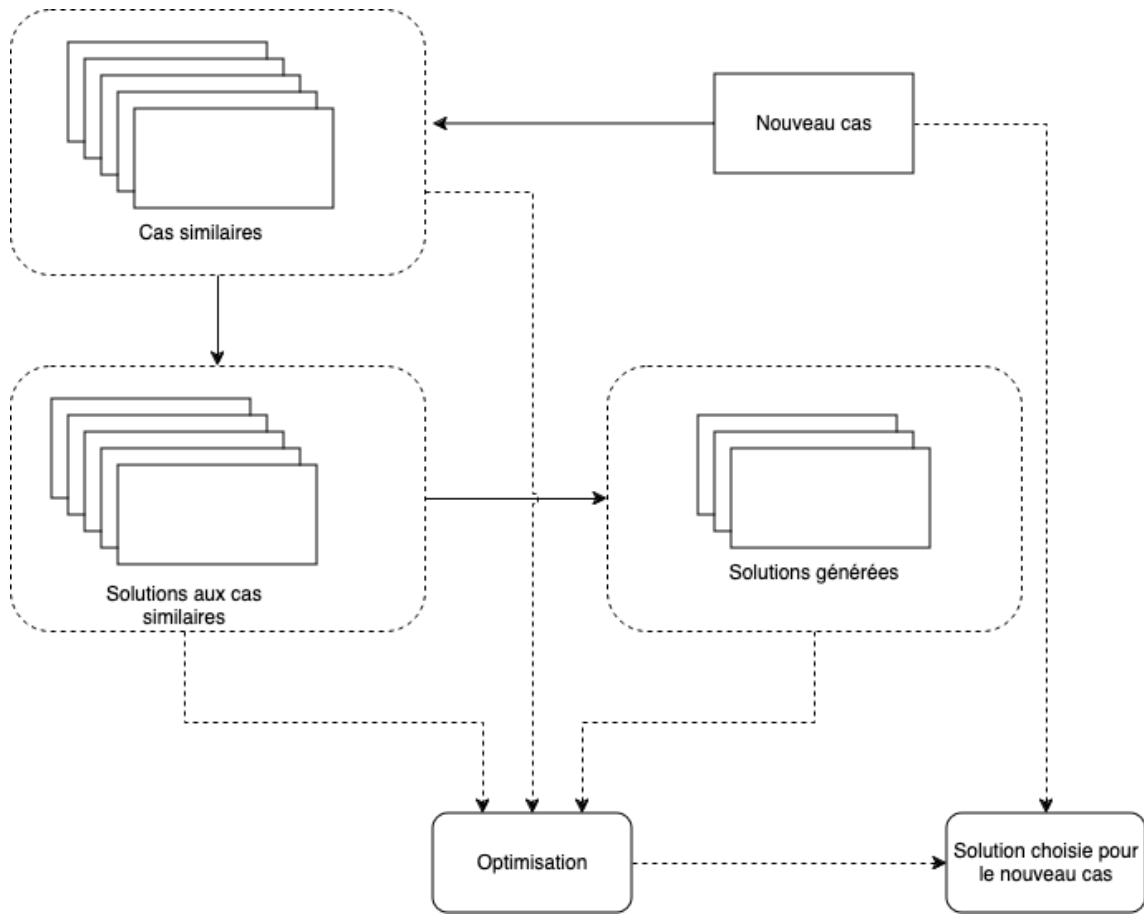 Nouveau cas
Cas similaires
Solutions aux cas
similaires
Solutions générées
Optimisation
Solution choisie pour
le nouveau cas